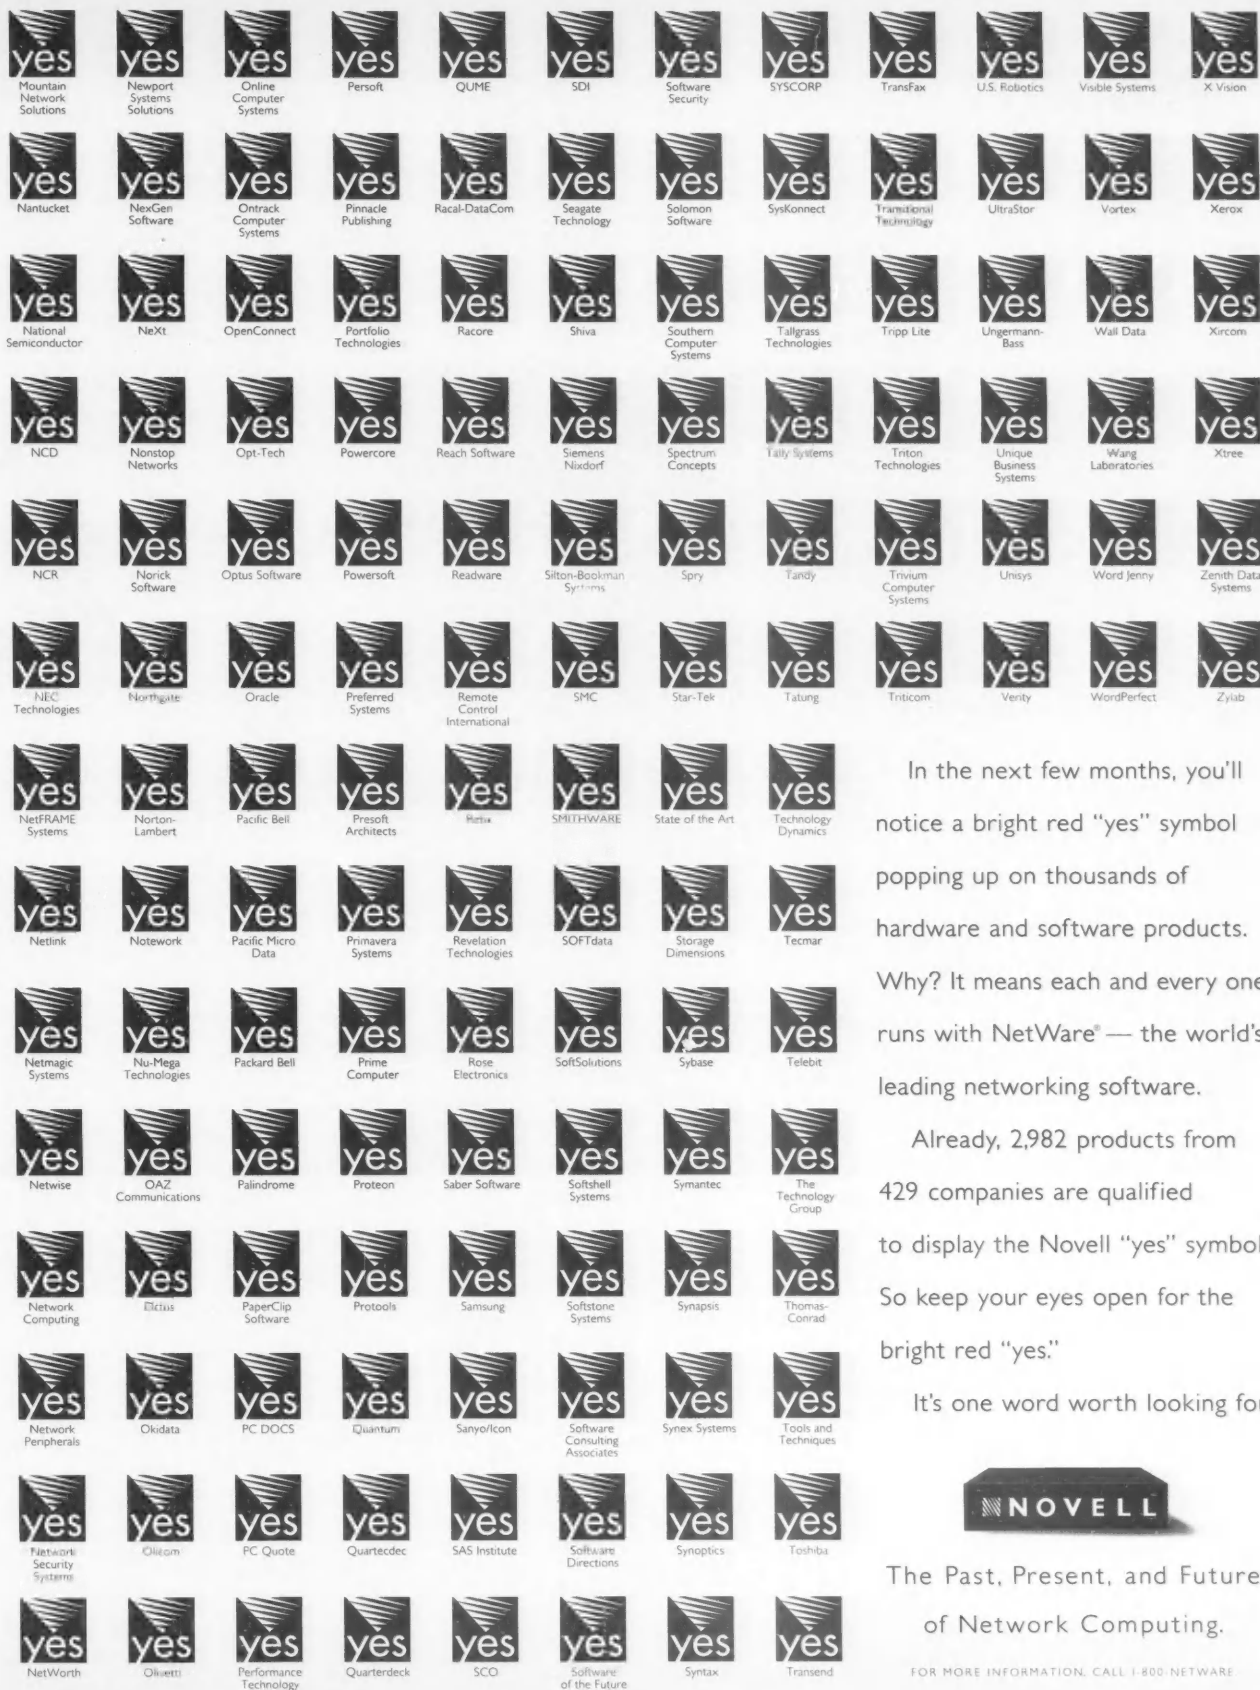 yes yes yes yes yes yes yes yes yes yes yes yes
Mountain Network Solutions
Newport Systems Solutions
Online Computer Systems
Persoft
QUME
SDI
Software Security
SYSCORP
TransFax
U.S. Robotics
Visible Systems
X Vision
yes yes yes yes yes yes yes yes yes yes yes yes
Nantucket
NexGen Software
Ontrack Computer Systems
Pinnacle Publishing
Racal-DataCom
Seagate Technology
Solomon Software
SysKonnect
Transitional Technology
UltraStor
Vortex
Xerox
yes yes yes yes yes yes yes yes yes yes yes yes
National Semiconductor
NeXt
OpenConnect
Portfolio Technologies
Racore
Shiva
Southern Computer Systems
Tallgrass Technologies
Tripp Lite
Ungermann-Bass
Wall Data
Xircom
yes yes yes yes yes yes yes yes yes yes yes yes
NCD
Nonstop Networks
Opt-Tech
Powercore
Reach Software
Siemens Nixdorf
Spectrum Concepts
Tally Systems
Triton Technologies
Unique Business Systems
Wang Laboratories
Xtree
yes yes yes yes yes yes yes yes yes yes yes yes
NCR
Norick Software
Optus Software
Powersoft
Readware
Silton-Bookman Systems
Spry
Tandy
Trivium Computer Systems
Unisys
Word Jenny
Zenith Data Systems
yes yes yes yes yes yes yes yes yes yes yes yes
NEC Technologies
Northgate
Oracle
Preferred Systems
Remote Control International
SMC
Star-Tek
Tatung
Triticom
Verity
WordPerfect
Zylab
yes yes yes yes yes yes yes yes
NetFRAME Systems
Norton-Lambert
Pacific Bell
Presoft Architects
SMITHWARE
State of the Art
Technology Dynamics
yes yes yes yes yes yes yes yes
Netlink
Notework
Pacific Micro Data
Primavera Systems
Revelation Technologies
SOFTdata
Storage Dimensions
Tecmar
yes yes yes yes yes yes yes yes
Netmagic Systems
Nu-Mega Technologies
Packard Bell
Prime Computer
Rose Electronics
SoftSolutions
Sybase
Telebit
yes yes yes yes yes yes yes yes
Netwise
OAZ Communications
Palindrome
Proteon
Saber Software
Softshell Systems
Symantec
The Technology Group
yes yes yes yes yes yes yes yes
Network Computing
PaperClip Software
Protools
Samsung
Softstone Systems
Synapsis
Thomas-Conrad
yes yes yes yes yes yes yes yes
Network Peripherals
Okidata
PC DOCS
Quantum
Sanyo/Icon
Software Consulting Associates
Synex Systems
Tools and Techniques
yes yes yes yes yes yes yes yes
Network Security Systems
Olicom
PC Quote
Quartecdec
SAS Institute
Software Directions
Synoptics
Toshiba
yes yes yes yes yes yes yes yes
NetWorth
Olivetti
Performance Technology
Quarterdeck
SCO
Software of the Future
Syntax
Transend
In the next few months, you'll
notice a bright red “yes” symbol
popping up on thousands of
hardware and software products.
Why? It means each and every one
runs with NetWare® — the world's
leading networking software.
Already, 2,982 products from
429 companies are qualified
to display the Novell “yes” symbol
So keep your eyes open for the
bright red “yes.”
It's one word worth looking for
NOVELL
The Past, Present, and Future
of Network Computing.
FOR MORE INFORMATION, CALL 1-800-NETWARE